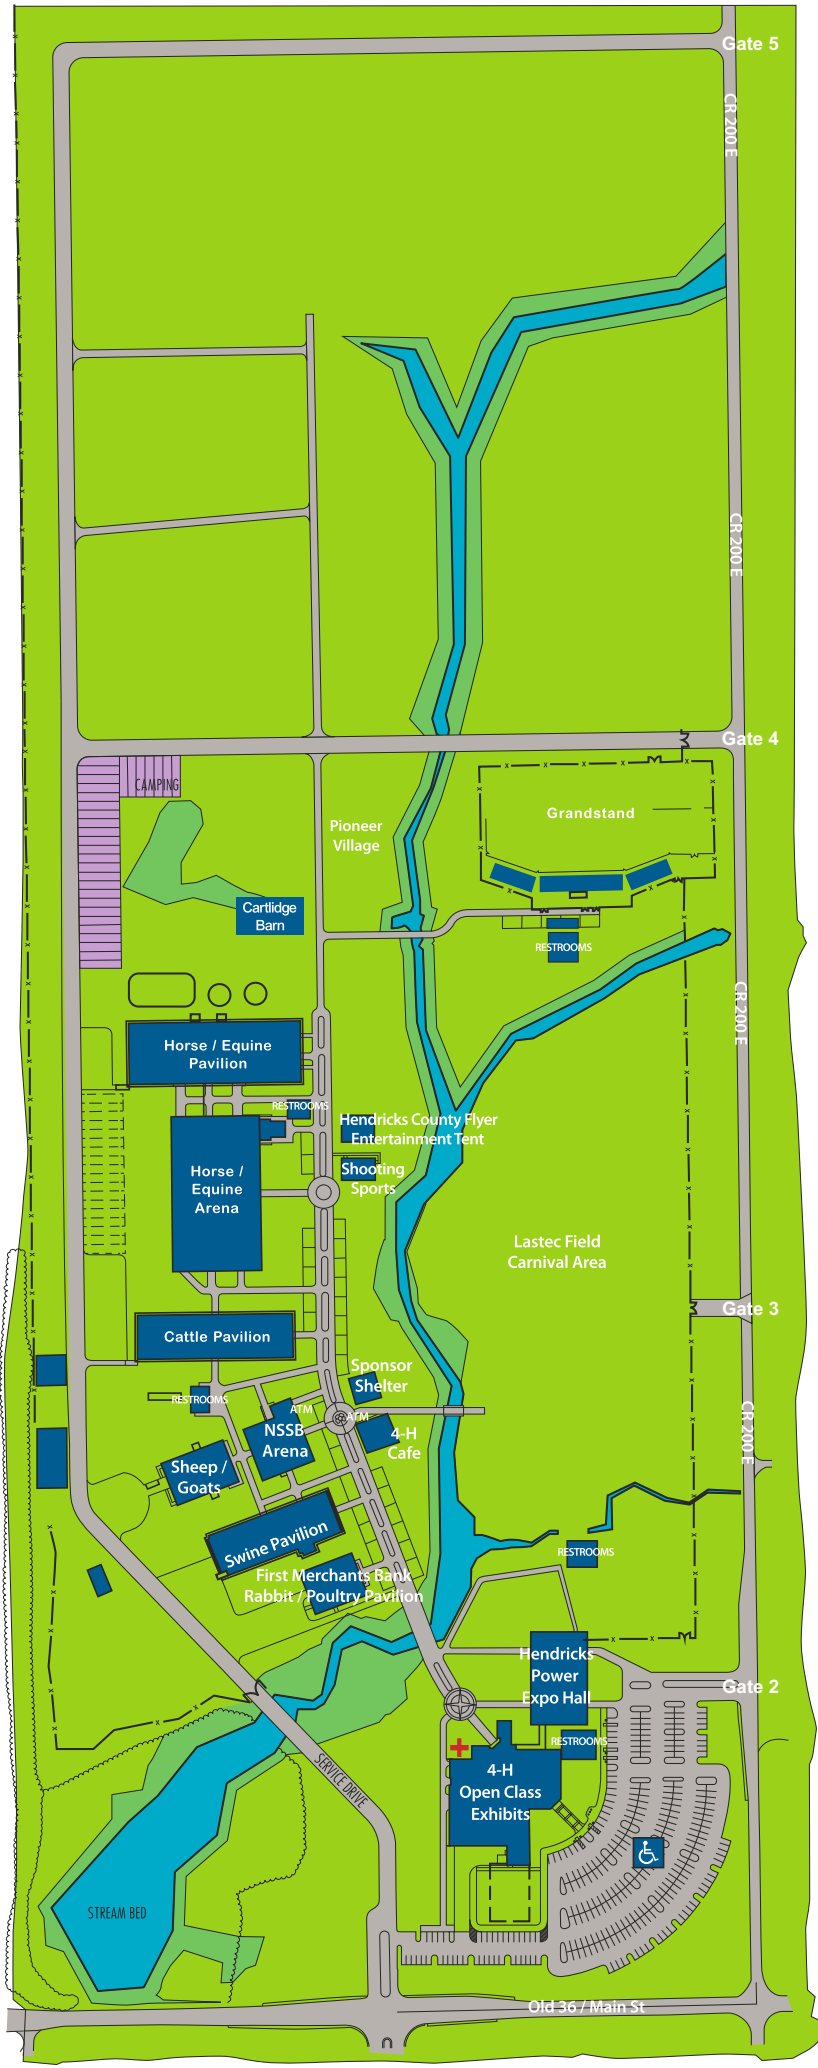 Gate 5
CR 200 E
CR 200 E
Gate 4
CAMPING
Grandstand
Pioneer
Village
Cartlidge
Barn
RESTROOMS
CR 200 E
Horse / Equine
Pavilion
RESTROOMS
Hendricks County Flyer
Entertainment Tent
Horse /
Equine
Arena
Shooting
Sports
Lastec Field
Carnival Area
Gate 3
Cattle Pavilion
Sponsor
Shelter
RESTROOMS
ATM
ATM
CR 200 E
NSSB
Arena
4-H
Cafe
Sheep /
Goats
Swine Pavilion
RESTROOMS
First Merchants Bank
Rabbit / Poultry Pavilion
Hendricks
Power
Expo Hall
Gate 2
RESTROOMS
SERVICE DRIVE
4-H
Open Class
Exhibits
STREAM BED
Old 36 / Main St